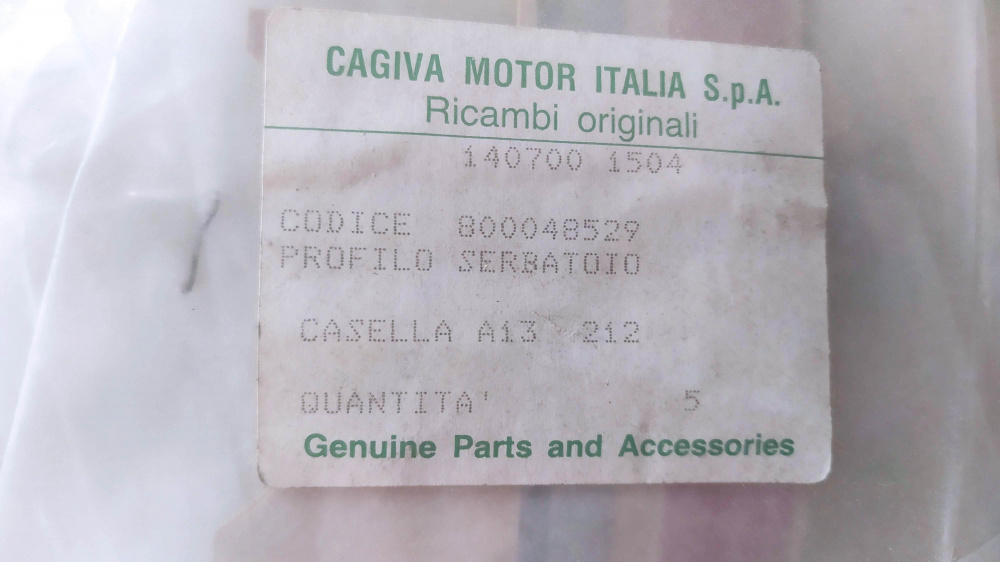 CAGIVA MOTOR ITALIA S.p.A.
Ricambi originali
140700 1504
CODICE 800048529
PROFILO SERBATOIO
CASELLA A13 212
QUANTITA' 5
Genuine Parts and Accessories